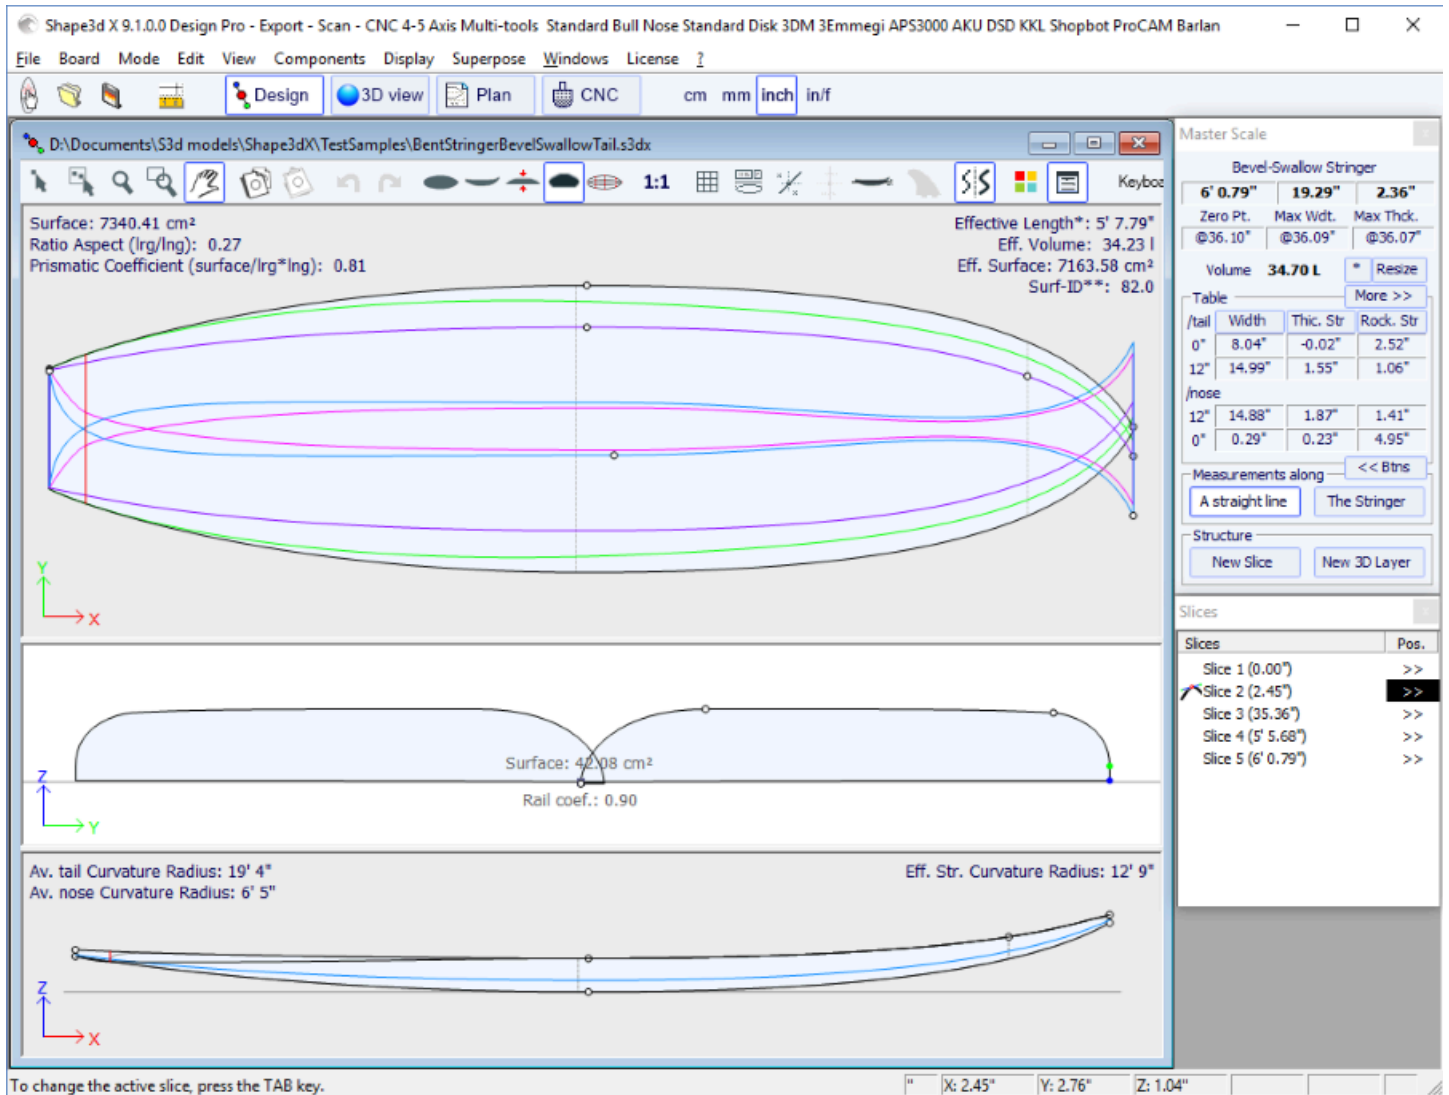 Shape3d X 9.1.0.0 Design Pro - Export - Scan - CNC 4-5 Axis Multi-tools  Standard Bull Nose Standard Disk 3DM 3Emmegi APS3000 AKU DSD KKL Shopbot ProCAM Barlan
File Board Mode Edit View Components Display Superpose Windows License ?
Design 3D view Plan CNC cm mm inch in/f
D:\Documents\S3d models\Shape3dX\TestSamples\BentStringerBevelSwallowTail.s3dx
1:1 Keyboa
Surface: 7340.41 cm²
Ratio Aspect (lrg/lng): 0.27
Prismatic Coefficient (surface/lrg*lng): 0.81
Effective Length*: 5' 7.79"
Eff. Volume: 34.23 l
Eff. Surface: 7163.58 cm²
Surf-ID**: 82.0
Y
X
Surface: 42.08 cm²
Rail coef.: 0.90
Z
Y
Av. tail Curvature Radius: 19' 4"
Av. nose Curvature Radius: 6' 5"
Eff. Str. Curvature Radius: 12' 9"
Z
X
Master Scale
Bevel-Swallow Stringer
6' 0.79" 19.29" 2.36"
Zero Pt. Max Wdt. Max Thck.
@36.10" @36.09" @36.07"
Volume 34.70 L * Resize
Table More >>
/tail Width Thic. Str Rock. Str
0" 8.04" -0.02" 2.52"
12" 14.99" 1.55" 1.06"
/nose
12" 14.88" 1.87" 1.41"
0" 0.29" 0.23" 4.95"
<< Btns
Measurements along
A straight line The Stringer
Structure
New Slice New 3D Layer
Slices
Slices Pos.
Slice 1 (0.00") >>
Slice 2 (2.45") >>
Slice 3 (35.36") >>
Slice 4 (5' 5.68") >>
Slice 5 (6' 0.79") >>
To change the active slice, press the TAB key. " X: 2.45" Y: 2.76" Z: 1.04"